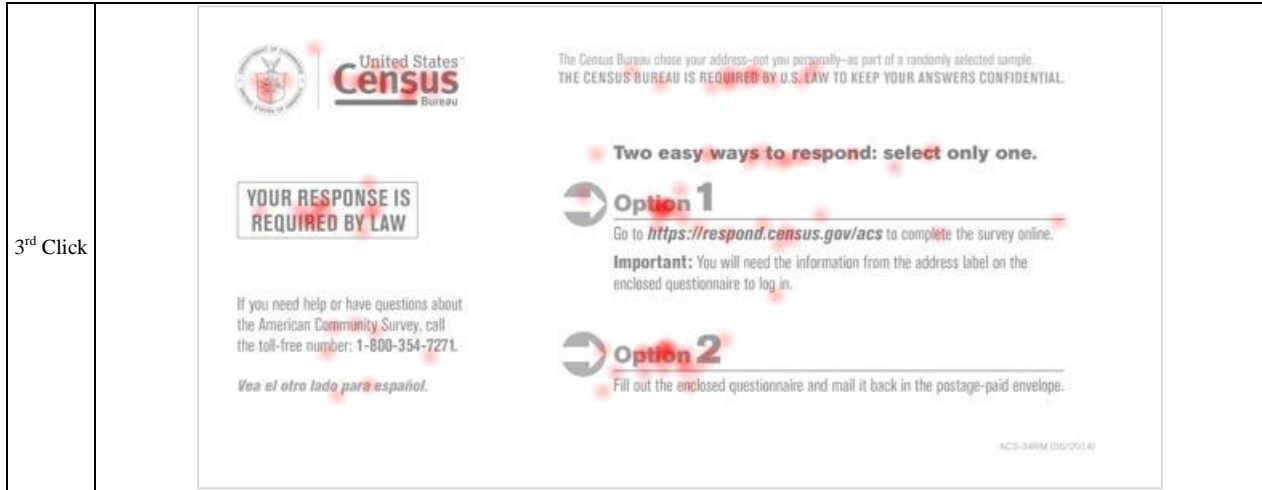 3rd Click
United States
Census
Bureau
The Census Bureau chose your address–not you personally–as part of a randomly selected sample.
THE CENSUS BUREAU IS REQUIRED BY U.S. LAW TO KEEP YOUR ANSWERS CONFIDENTIAL.
YOUR RESPONSE IS
REQUIRED BY LAW
If you need help or have questions about
the American Community Survey, call
the toll-free number: 1-800-354-7271.
Vea el otro lado para español.
Two easy ways to respond: select only one.
Option 1
Go to https://respond.census.gov/acs to complete the survey online.
Important: You will need the information from the address label on the
enclosed questionnaire to log in.
Option 2
Fill out the enclosed questionnaire and mail it back in the postage-paid envelope.